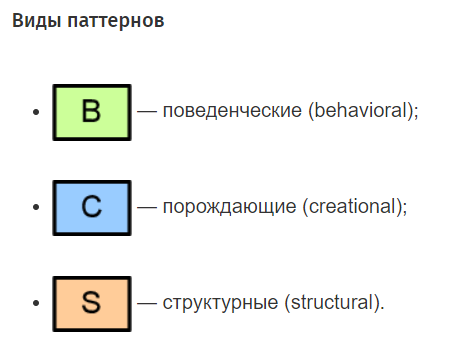 Виды паттернов
B — поведенческие (behavioral);
C — порождающие (creational);
S — структурные (structural).